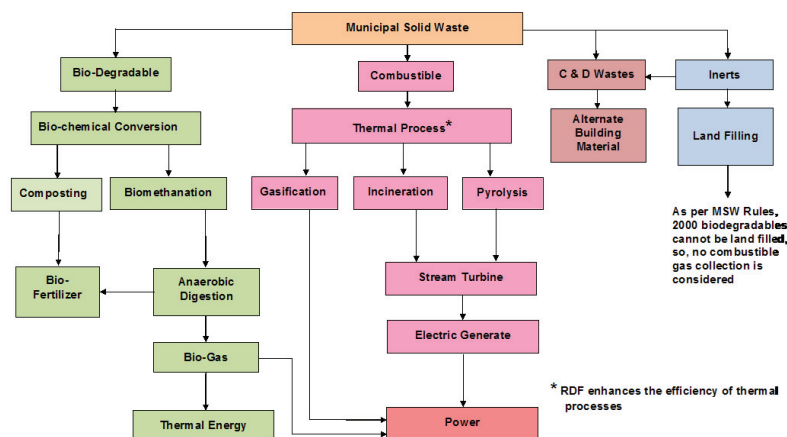 Municipal Solid Waste
Bio-Degradable
Combustible
C & D Wastes
Inerts
Bio-chemical Conversion
Thermal Process*
Alternate
Building
Material
Land Filling
Composting
Biomethanation
Gasification
Incineration
Pyrolysis
As per MSW Rules,
2000 biodegradables
cannot be land filled,
so, no combustible
gas collection is
considered
Bio-
Fertilizer
Anaerobic
Digestion
Stream Turbine
Electric Generate
Bio-Gas
* RDF enhances the efficiency of thermal
processes
Thermal Energy
Power